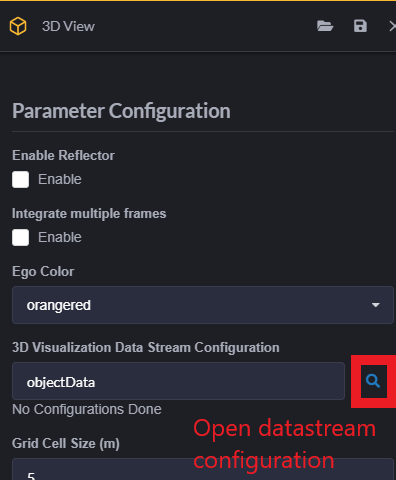 3D View
Parameter Configuration
Enable Reflector
Enable
Integrate multiple frames
Enable
Ego Color
orangered
3D Visualization Data Stream Configuration
objectData
No Configurations Done
Open datastream
configuration
Grid Cell Size (m)
5